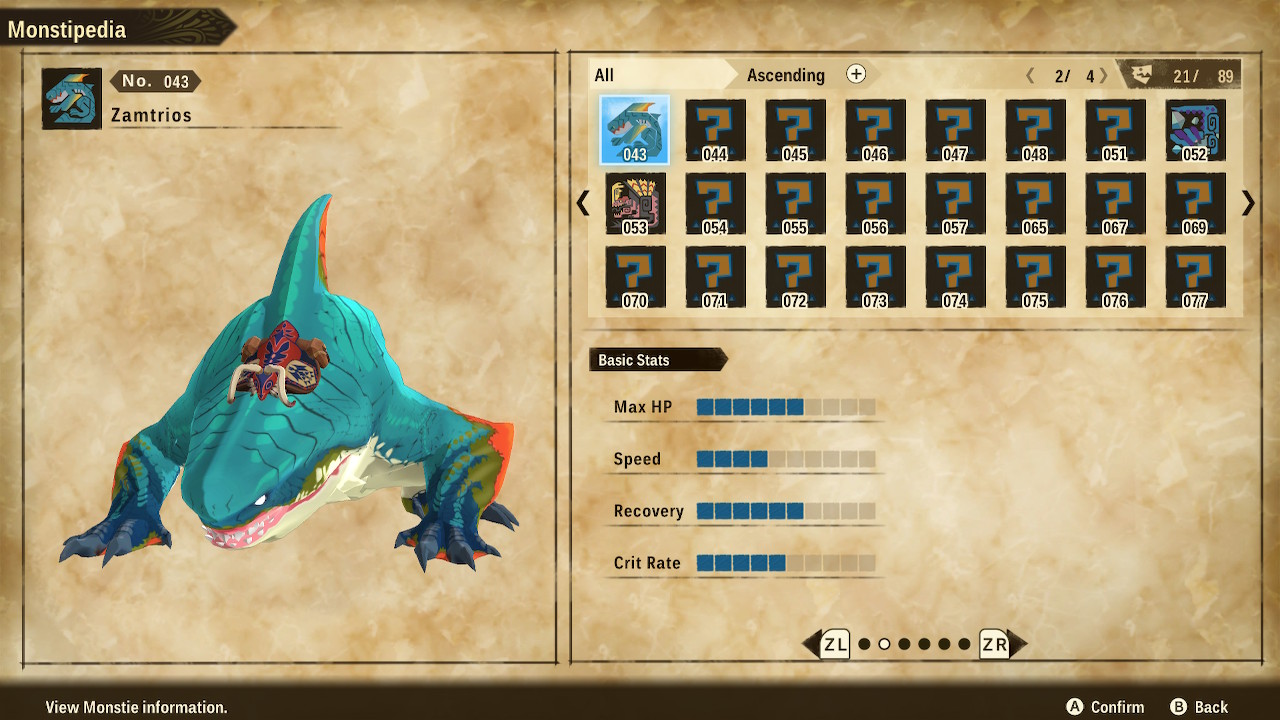 Monstipedia
No. 043
Zamtrios
All
Ascending
2/ 4
21/ 89
043 044 045 046 047 048 051 052
053 054 055 056 057 065 067 069
070 071 072 073 074 075 076 077
Basic Stats
Max HP
Speed
Recovery
Crit Rate
ZL ZR
View Monstie information.
A Confirm B Back